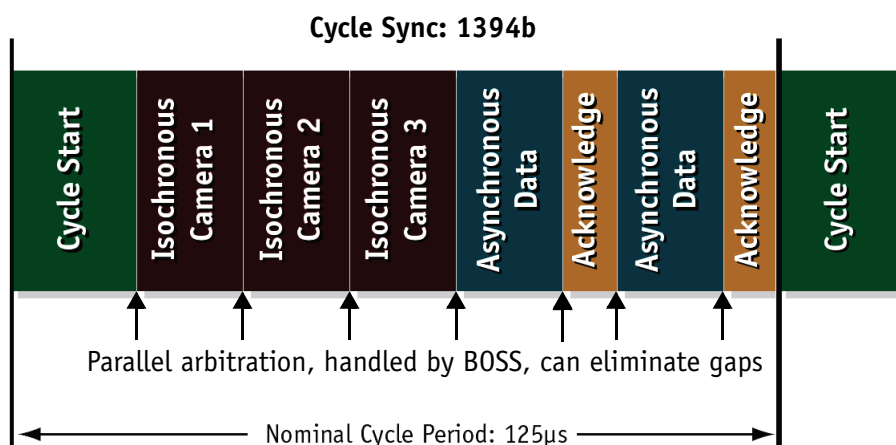 Cycle Sync: 1394b
Cycle Start
Isochronous
Camera 1
Isochronous
Camera 2
Isochronous
Camera 3
Asynchronous
Data
Acknowledge
Asynchronous
Data
Acknowledge
Cycle Start
Parallel arbitration, handled by BOSS, can eliminate gaps
Nominal Cycle Period: 125µs